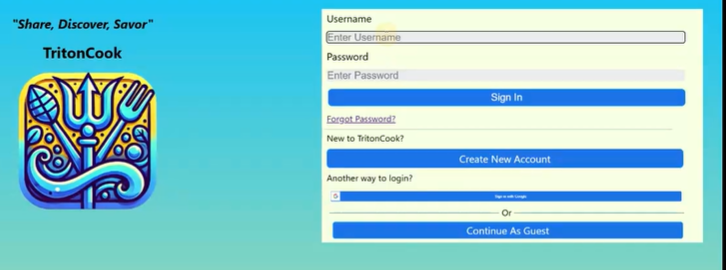 "Share, Discover, Savor"
TritonCook
Username
Enter Username
Password
Enter Password
Sign In
Forgot Password?
New to TritonCook?
Create New Account
Another way to login?
Sign in with Google
Or
Continue As Guest